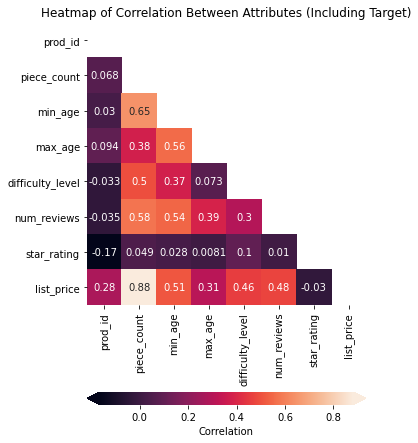 Heatmap of Correlation Between Attributes (Including Target)
prod_id
piece_count 0.068
min_age 0.03 0.65
max_age 0.094 0.38 0.56
difficulty_level -0.033 0.5 0.37 0.073
num_reviews -0.035 0.58 0.54 0.39 0.3
star_rating -0.17 0.049 0.028 0.0081 0.1 0.01
list_price 0.28 0.88 0.51 0.31 0.46 0.48 -0.03
prod_id piece_count min_age max_age difficulty_level num_reviews star_rating list_price
0.0 0.2 0.4 0.6 0.8
Correlation